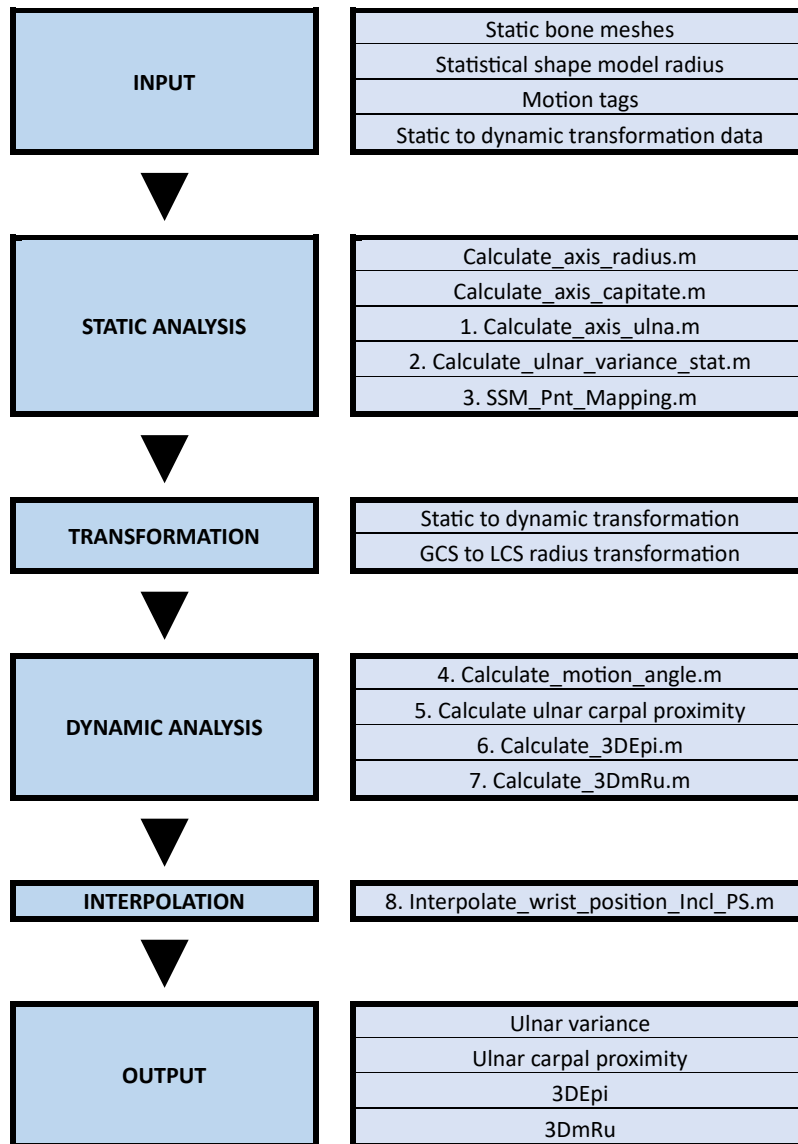 INPUT
Static bone meshes
Statistical shape model radius
Motion tags
Static to dynamic transformation data
STATIC ANALYSIS
Calculate_axis_radius.m
Calculate_axis_capitate.m
1. Calculate_axis_ulna.m
2. Calculate_ulnar_variance_stat.m
3. SSM_Pnt_Mapping.m
TRANSFORMATION
Static to dynamic transformation
GCS to LCS radius transformation
DYNAMIC ANALYSIS
4. Calculate_motion_angle.m
5. Calculate ulnar carpal proximity
6. Calculate_3DEpi.m
7. Calculate_3DmRu.m
INTERPOLATION
8. Interpolate_wrist_position_Incl_PS.m
OUTPUT
Ulnar variance
Ulnar carpal proximity
3DEpi
3DmRu